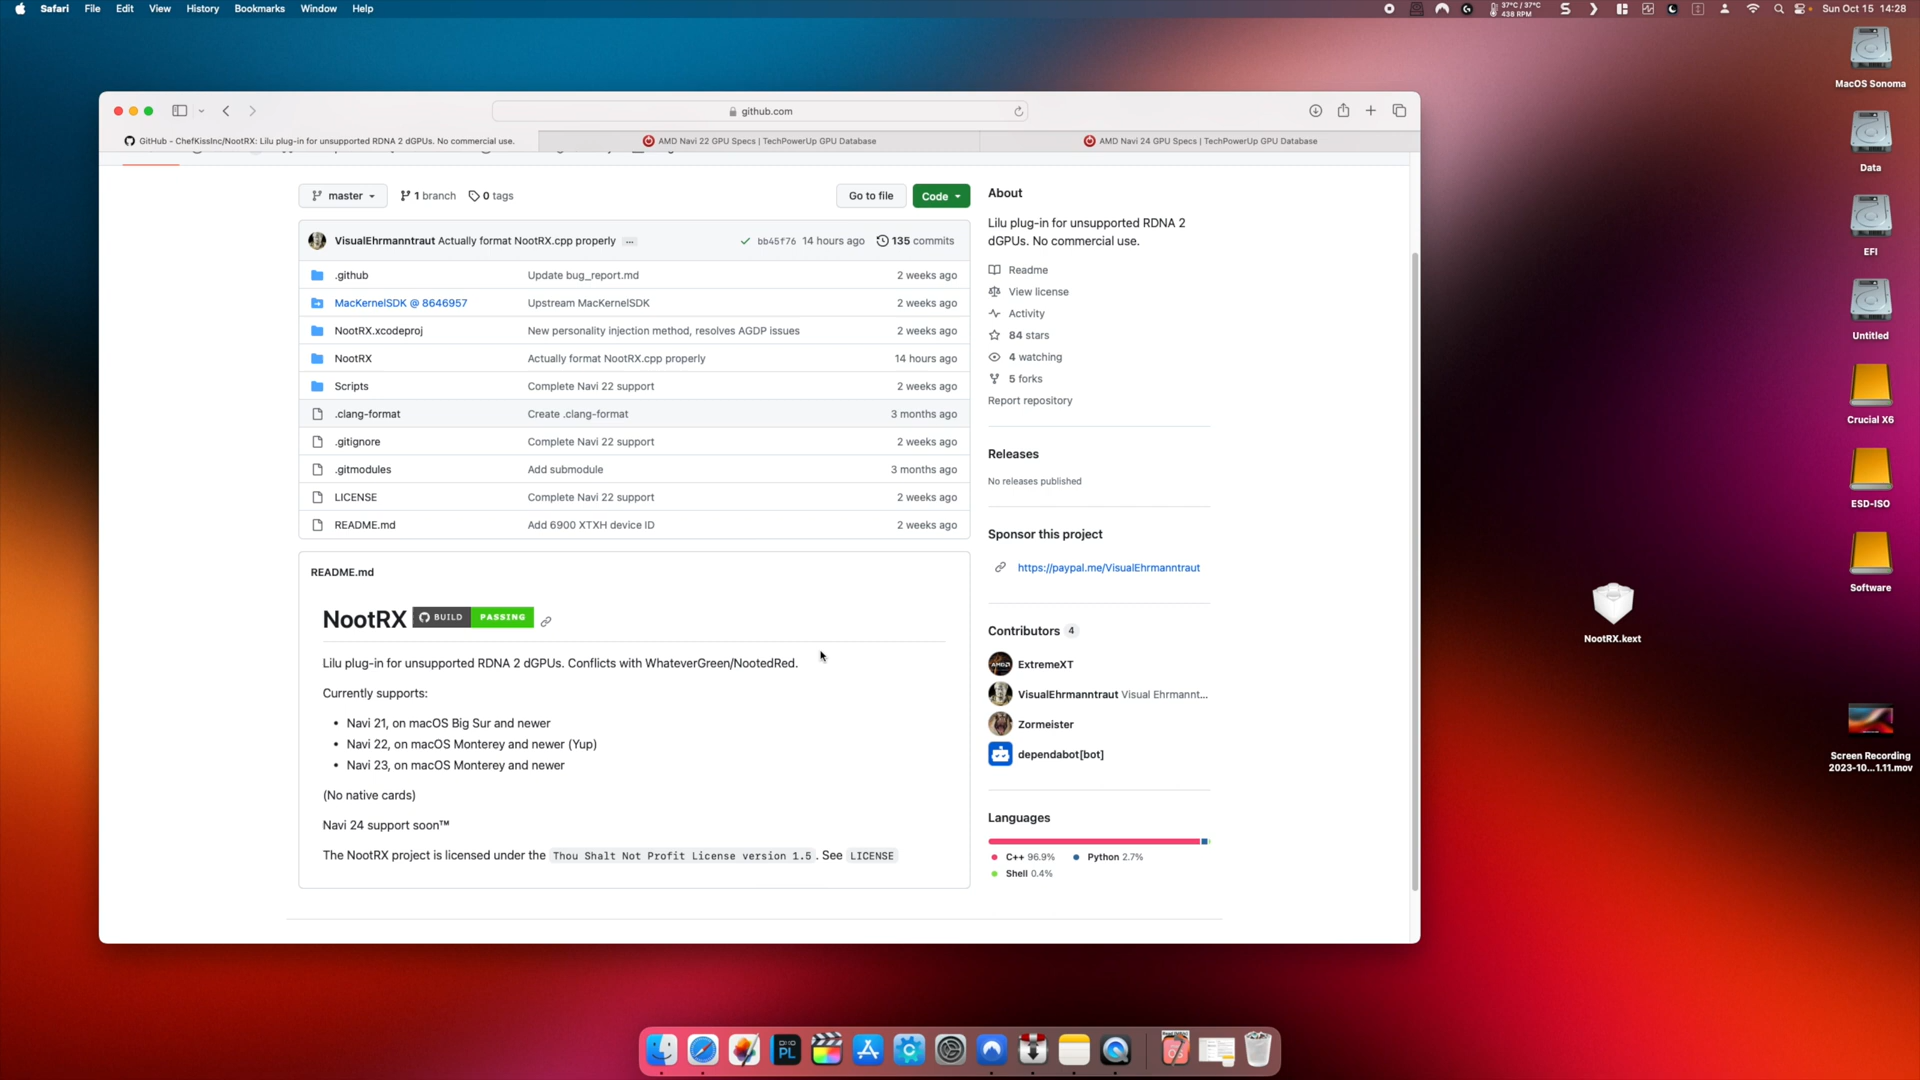 Safari File Edit View History Bookmarks Window Help
37°C / 37°C
438 RPM
Sun Oct 15 14:28
github.com
GitHub - ChefKissInc/NootRX: Lilu plug-in for unsupported RDNA 2 dGPUs. No commercial use.
AMD Navi 22 GPU Specs | TechPowerUp GPU Database
AMD Navi 24 GPU Specs | TechPowerUp GPU Database
master
1 branch
0 tags
Go to file
Code
VisualEhrmanntraut Actually format NootRX.cpp properly ...
bb45f76 14 hours ago
135 commits
.github Update bug_report.md 2 weeks ago
MacKernelSDK @ 8646957 Upstream MacKernelSDK 2 weeks ago
NootRX.xcodeproj New personality injection method, resolves AGDP issues 2 weeks ago
NootRX Actually format NootRX.cpp properly 14 hours ago
Scripts Complete Navi 22 support 2 weeks ago
.clang-format Create .clang-format 3 months ago
.gitignore Complete Navi 22 support 2 weeks ago
.gitmodules Add submodule 3 months ago
LICENSE Complete Navi 22 support 2 weeks ago
README.md Add 6900 XTXH device ID 2 weeks ago
README.md
NootRX BUILD PASSING
Lilu plug-in for unsupported RDNA 2 dGPUs. Conflicts with WhateverGreen/NootedRed.
Currently supports:
• Navi 21, on macOS Big Sur and newer
• Navi 22, on macOS Monterey and newer (Yup)
• Navi 23, on macOS Monterey and newer
(No native cards)
Navi 24 support soon™
The NootRX project is licensed under the Thou Shalt Not Profit License version 1.5. See LICENSE
About
Lilu plug-in for unsupported RDNA 2
dGPUs. No commercial use.
Readme
View license
Activity
84 stars
4 watching
5 forks
Report repository
Releases
No releases published
Sponsor this project
https://paypal.me/VisualEhrmanntraut
Contributors 4
ExtremeXT
VisualEhrmanntraut Visual Ehrmannt...
Zormeister
dependabot[bot]
Languages
C++ 96.9% Python 2.7%
Shell 0.4%
MacOS Sonoma
Data
EFI
Untitled
Crucial X6
ESD-ISO
Software
NootRX.kext
Screen Recording
2023-10...1.11.mov
PL